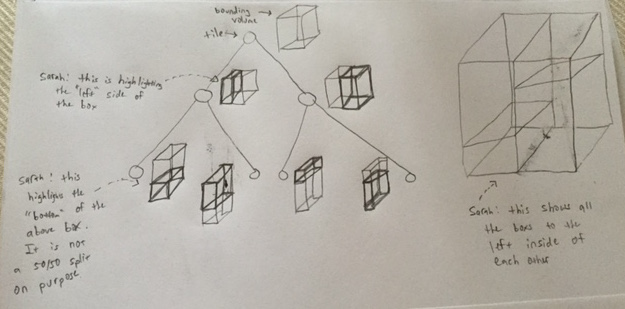 bounding
volume
tile
Sarah: this is highlighting
the "left" side of
the box
Sarah: this
highlights the
"bottom" of the
above box.
It is not
a 50/50 split
on purpose
Sarah: this shows all
the boxes to the
left inside of
each other